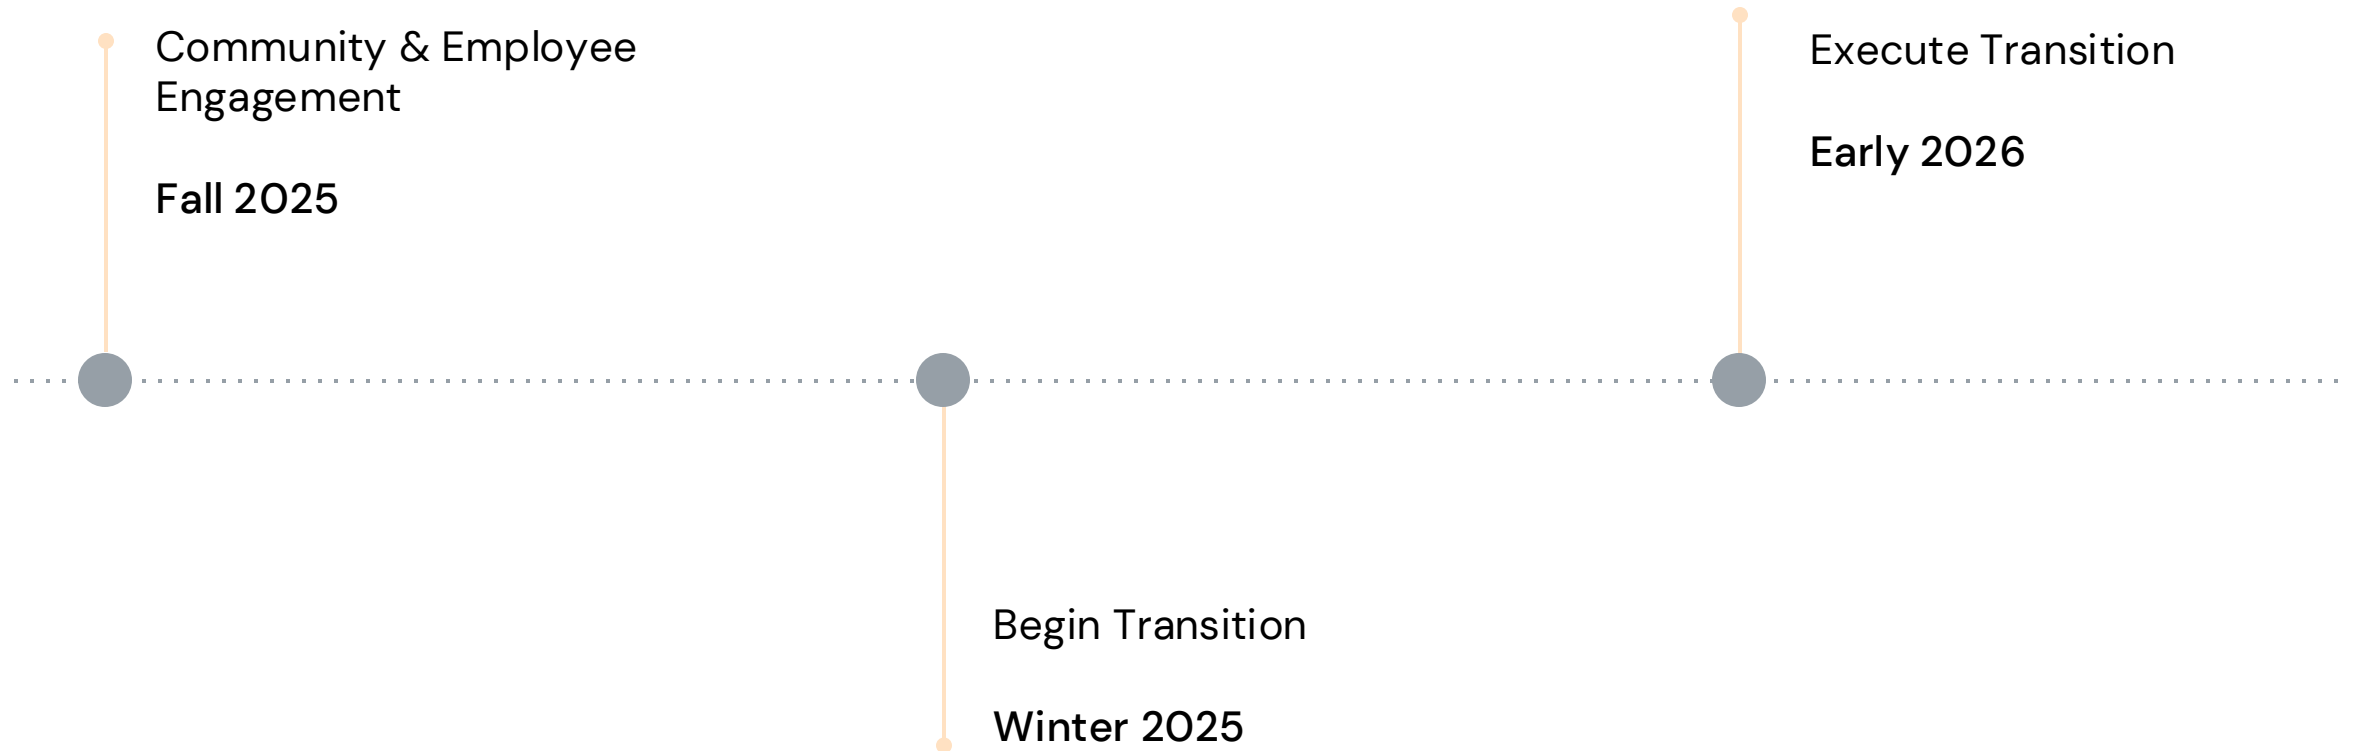 Community & Employee
Engagement
Fall 2025
Begin Transition
Winter 2025
Execute Transition
Early 2026